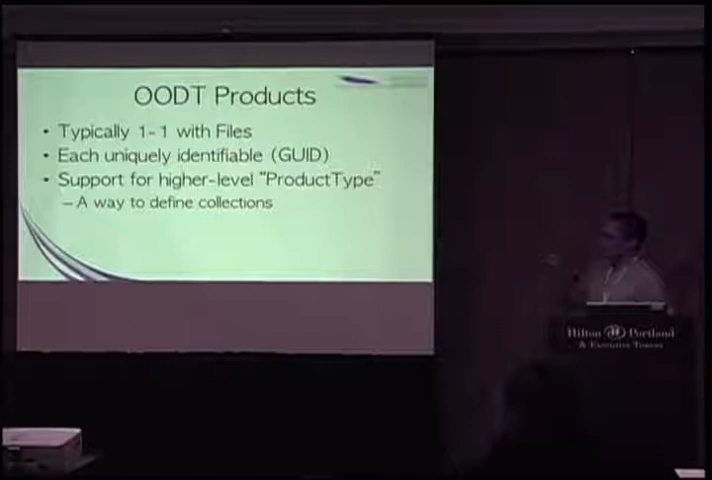 OODT Products
• Typically 1-1 with Files
• Each uniquely identifiable (GUID)
• Support for higher-level "ProductType"
– A way to define collections
Hilton Portland
& Executive Tower